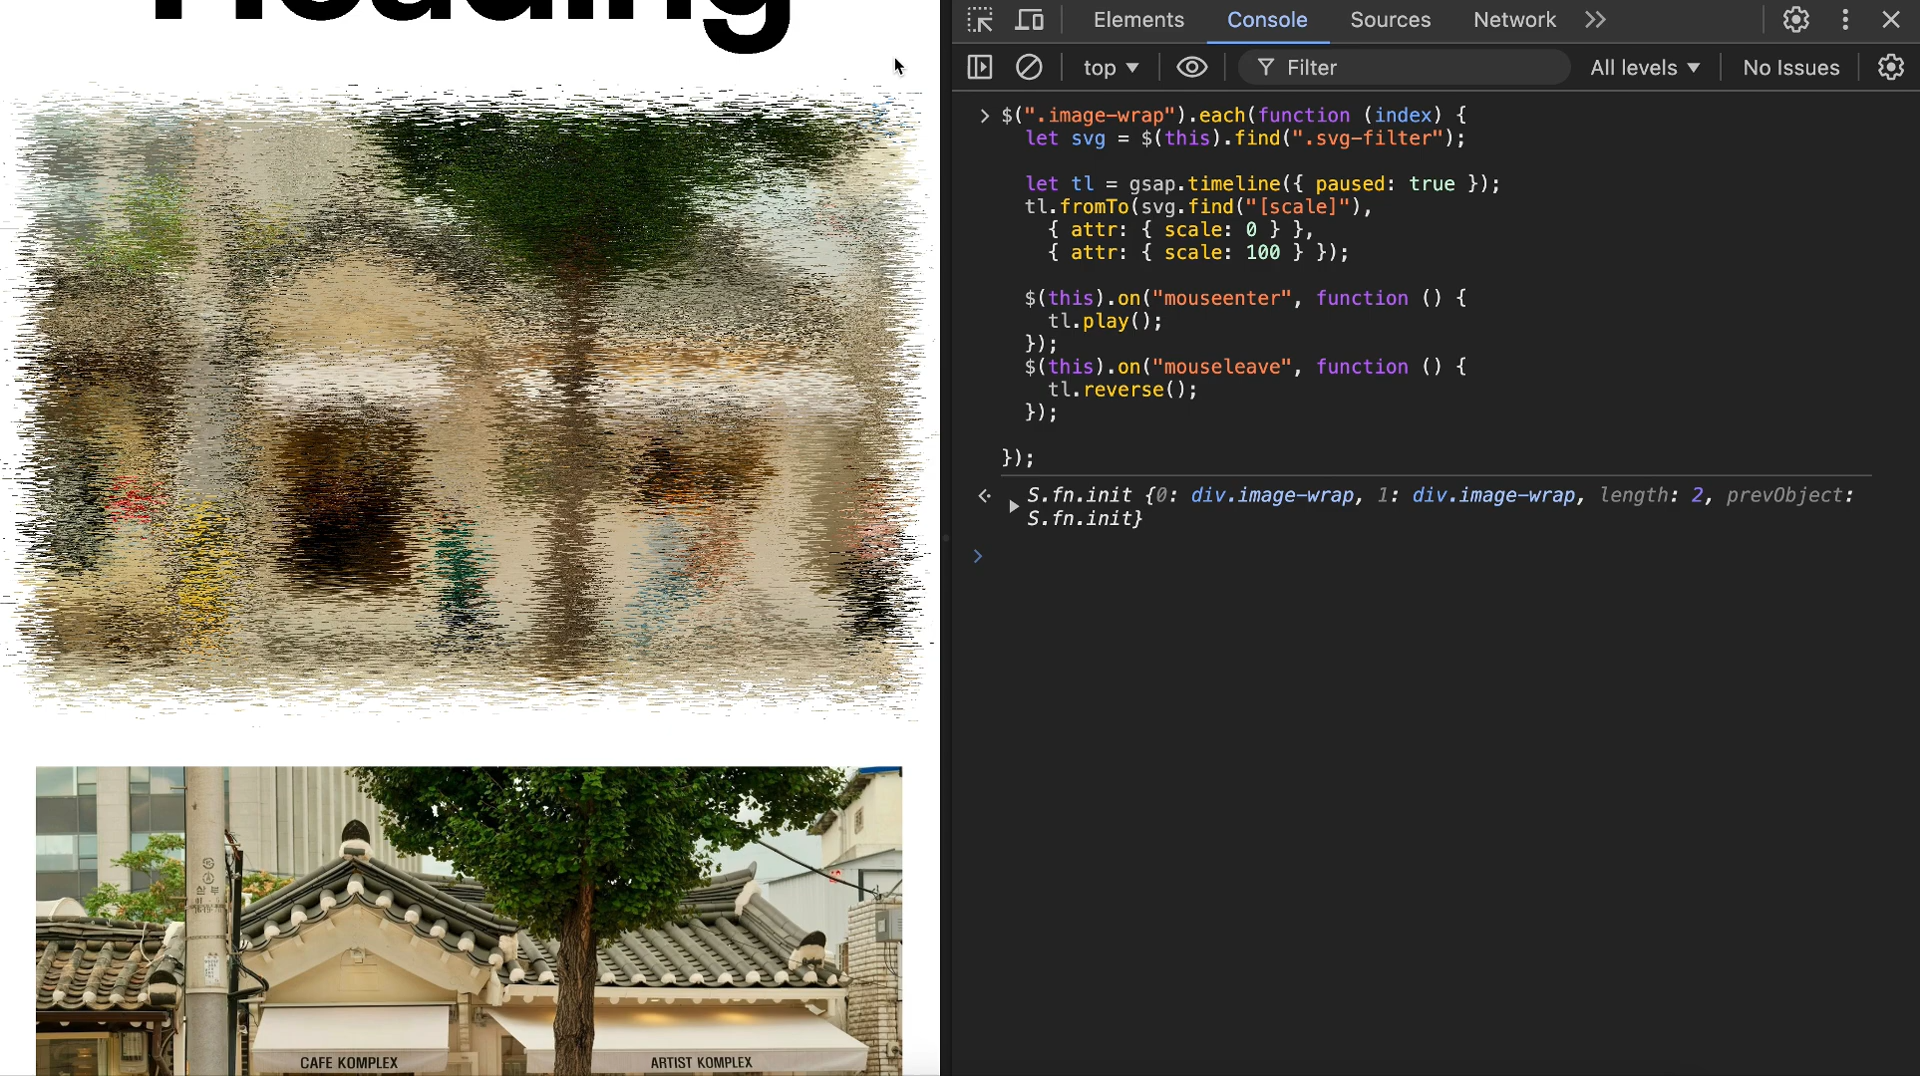 Heading
Elements Console Sources Network
top Filter All levels No Issues
$(".image-wrap").each(function (index) {
let svg = $(this).find(".svg-filter");
let tl = gsap.timeline({ paused: true });
tl.fromTo(svg.find("[scale]"),
{ attr: { scale: 0 } },
{ attr: { scale: 100 } });
$(this).on("mouseenter", function () {
tl.play();
});
$(this).on("mouseleave", function () {
tl.reverse();
});
});
S.fn.init {0: div.image-wrap, 1: div.image-wrap, length: 2, prevObject:
S.fn.init}
CAFE KOMPLEX
ARTIST KOMPLEX